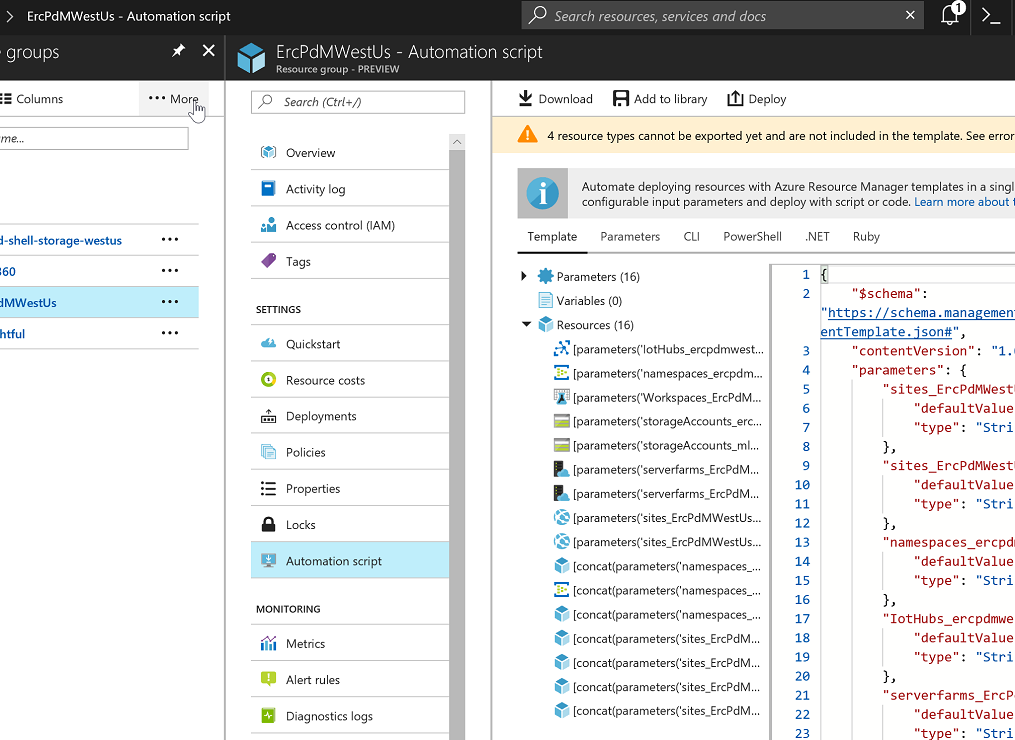 ErcPdMWestUs - Automation script
Search resources, services and docs
1
groups
Columns
More
me...
d-shell-storage-westus
360
dMWestUs
htful
ErcPdMWestUs - Automation script
Resource group - PREVIEW
Search (Ctrl+/)
Overview
Activity log
Access control (IAM)
Tags
SETTINGS
Quickstart
Resource costs
Deployments
Policies
Properties
Locks
Automation script
MONITORING
Metrics
Alert rules
Diagnostics logs
Download
Add to library
Deploy
4 resource types cannot be exported yet and are not included in the template. See error
Automate deploying resources with Azure Resource Manager templates in a singl
configurable input parameters and deploy with script or code. Learn more about t
Template Parameters CLI PowerShell .NET Ruby
Parameters (16)
Variables (0)
Resources (16)
[parameters('IotHubs_ercpdmwest...
[parameters('namespaces_ercpdm...
[parameters('Workspaces_ErcPdM...
[parameters('storageAccounts_erc...
[parameters('storageAccounts_ml...
[parameters('serverfarms_ErcPdM...
[parameters('serverfarms_ErcPdM...
[parameters('sites_ErcPdMWestUs...
[parameters('sites_ErcPdMWestUs...
[concat(parameters('namespaces_...
[concat(parameters('namespaces_...
[concat(parameters('namespaces_...
[concat(parameters('sites_ErcPdM...
[concat(parameters('sites_ErcPdM...
[concat(parameters('sites_ErcPdM...
[concat(parameters('sites_ErcPdM...
1 {
2 "$schema":
"https://schema.management
entTemplate.json#",
3 "contentVersion": "1.
4 "parameters": {
5 "sites_ErcPdMWestU
6 "defaultValue
7 "type": "Stri
8 },
9 "sites_ErcPdMWestU
10 "defaultValue
11 "type": "Stri
12 },
13 "namespaces_ercpdm
14 "defaultValue
15 "type": "Stri
16 },
17 "IotHubs_ercpdmwe
18 "defaultValue
19 "type": "Stri
20 },
21 "serverfarms_ErcP
22 "defaultValue
23 "type": "Stri